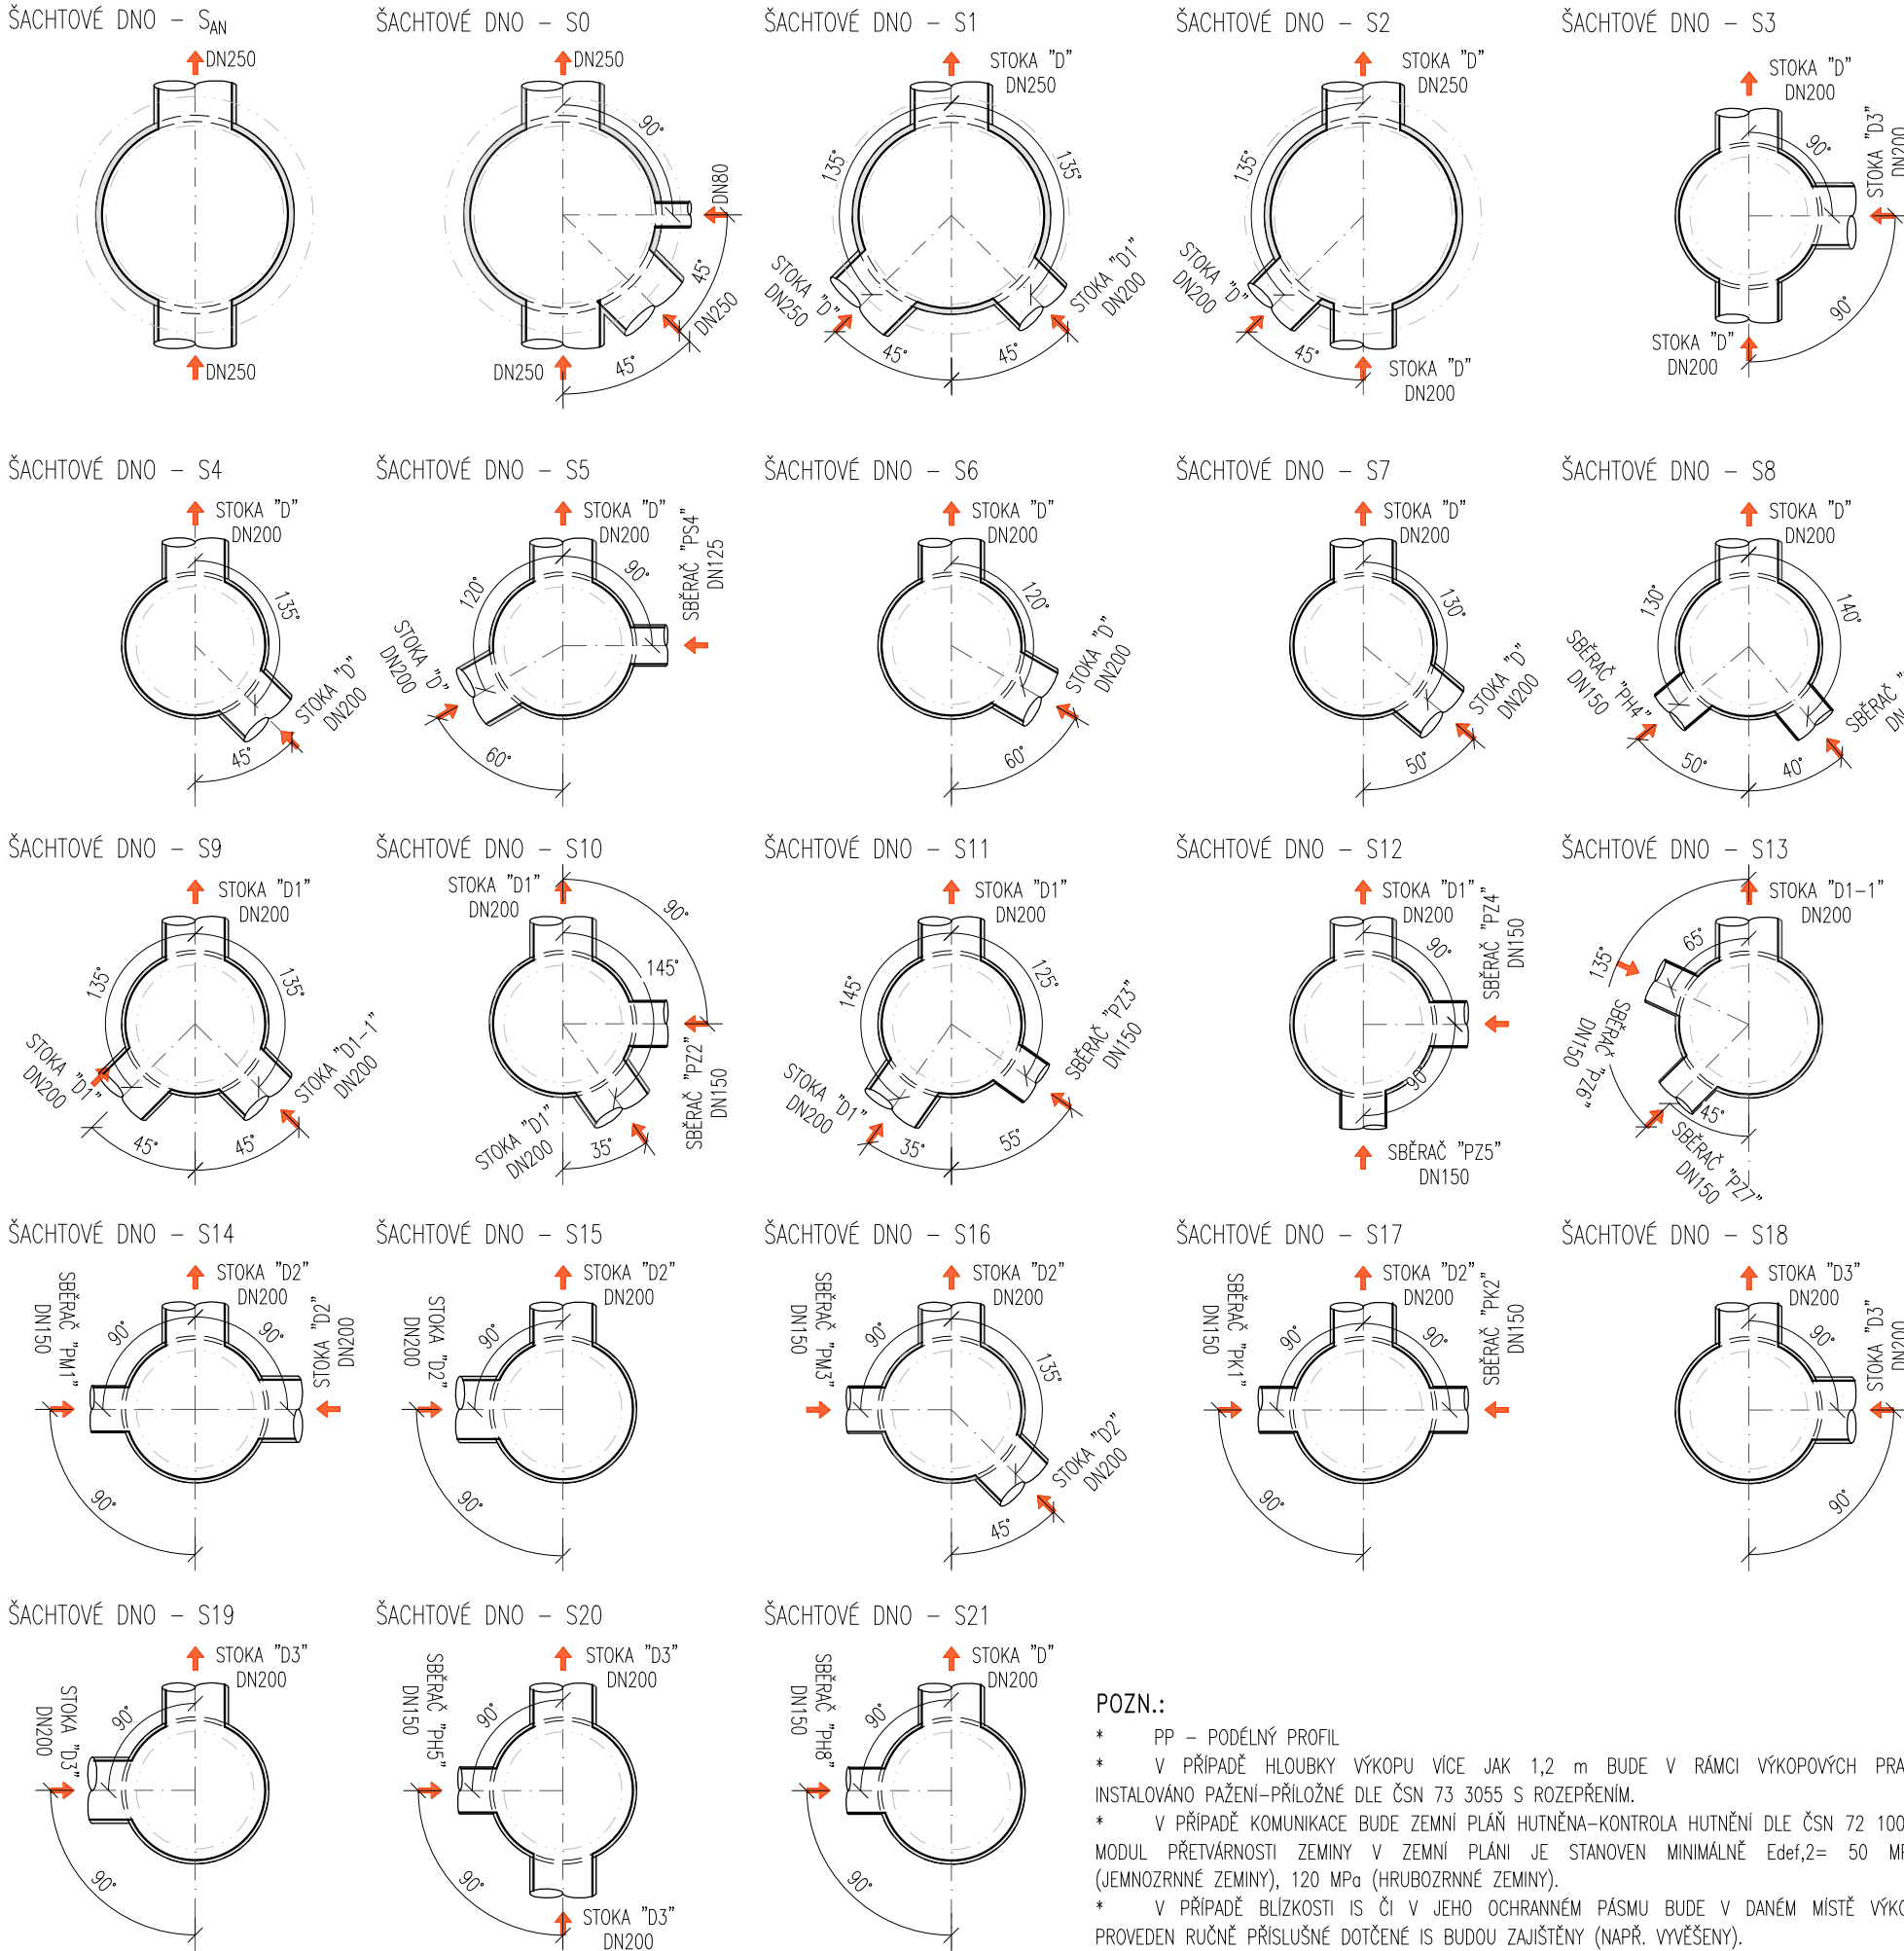 ŠACHTOVÉ DNO – SAN
DN250
DN250
ŠACHTOVÉ DNO – S0
DN250
90°
DN80
45°
DN250
45°
DN250
ŠACHTOVÉ DNO – S1
STOKA "D"
DN250
135°
135°
STOKA "D"
DN250
STOKA "D1"
DN200
45°
45°
ŠACHTOVÉ DNO – S2
STOKA "D"
DN250
135°
STOKA "D"
DN200
45°
STOKA "D"
DN200
ŠACHTOVÉ DNO – S3
STOKA "D"
DN200
90°
STOKA "D3"
DN200
90°
STOKA "D"
DN200
ŠACHTOVÉ DNO – S4
STOKA "D"
DN200
135°
STOKA "D"
DN200
45°
ŠACHTOVÉ DNO – S5
STOKA "D"
DN200
SBĚRAČ "PS4"
DN125
120°
90°
STOKA "D"
DN200
60°
ŠACHTOVÉ DNO – S6
STOKA "D"
DN200
120°
STOKA "D"
DN200
60°
ŠACHTOVÉ DNO – S7
STOKA "D"
DN200
130°
STOKA "D"
DN200
50°
ŠACHTOVÉ DNO – S8
STOKA "D"
DN200
130°
140°
SBĚRAČ "PH4"
DN150
SBĚRAČ "
50°
40°
ŠACHTOVÉ DNO – S9
STOKA "D1"
DN200
135°
135°
STOKA "D1"
DN200
STOKA "D1–1"
DN200
45°
45°
ŠACHTOVÉ DNO – S10
STOKA "D1"
DN200
90°
145°
SBĚRAČ "PZ2"
DN150
STOKA "D1"
DN200
35°
ŠACHTOVÉ DNO – S11
STOKA "D1"
DN200
145°
125°
SBĚRAČ "PZ3"
DN150
STOKA "D1"
DN200
35°
55°
ŠACHTOVÉ DNO – S12
STOKA "D1"
DN200
SBĚRAČ "PZ4"
DN150
90°
90°
SBĚRAČ "PZ5"
DN150
ŠACHTOVÉ DNO – S13
STOKA "D1–1"
DN200
65°
135°
SBĚRAČ "PZ6"
DN150
45°
SBĚRAČ "PZ7"
DN150
ŠACHTOVÉ DNO – S14
STOKA "D2"
DN200
SBĚRAČ "PM1"
DN150
90°
90°
STOKA "D2"
DN200
90°
ŠACHTOVÉ DNO – S15
STOKA "D2"
DN200
STOKA "D2"
DN200
90°
90°
ŠACHTOVÉ DNO – S16
STOKA "D2"
DN200
SBĚRAČ "PM3"
DN150
90°
135°
STOKA "D2"
DN200
45°
ŠACHTOVÉ DNO – S17
STOKA "D2"
DN200
SBĚRAČ "PK1"
DN150
90°
90°
SBĚRAČ "PK2"
DN150
90°
ŠACHTOVÉ DNO – S18
STOKA "D3"
DN200
90°
STOKA "D3"
DN200
90°
ŠACHTOVÉ DNO – S19
STOKA "D3"
DN200
STOKA "D3"
DN200
90°
90°
ŠACHTOVÉ DNO – S20
STOKA "D3"
DN200
SBĚRAČ "PH5"
DN150
90°
90°
STOKA "D3"
DN200
ŠACHTOVÉ DNO – S21
STOKA "D"
DN200
SBĚRAČ "PH8"
DN150
90°
90°
POZN.:
* PP – PODÉLNÝ PROFIL
* V PŘÍPADĚ HLOUBKY VÝKOPU VÍCE JAK 1,2 m BUDE V RÁMCI VÝKOPOVÝCH PRA
INSTALOVÁNO PAŽENÍ–PŘÍLOŽNÉ DLE ČSN 73 3055 S ROZEPŘENÍM.
* V PŘÍPADĚ KOMUNIKACE BUDE ZEMNÍ PLÁŇ HUTNĚNA–KONTROLA HUTNĚNÍ DLE ČSN 72 100
MODUL PŘETVÁRNOSTI ZEMINY V ZEMNÍ PLÁNI JE STANOVEN MINIMÁLNĚ Edef,2= 50 MP
(JEMNOZRNNÉ ZEMINY), 120 MPa (HRUBOZRNNÉ ZEMINY).
* V PŘÍPADĚ BLÍZKOSTI IS ČI V JEHO OCHRANNÉM PÁSMU BUDE V DANÉM MÍSTĚ VÝKO
PROVEDEN RUČNĚ PŘÍSLUŠNÉ DOTČENÉ IS BUDOU ZAJIŠTĚNY (NAPŘ. VYVĚŠENY).